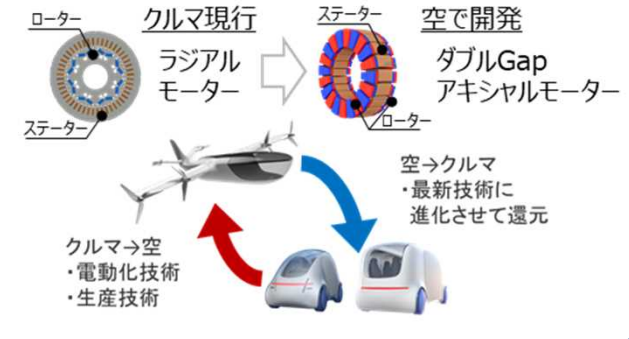 クルマ現行
ローター
ステーター
ラジアル
モーター
空で開発
ステーター
ローター
ダブルGap
アキシャルモーター
空→クルマ
・最新技術に
進化させて還元
クルマ→空
・電動化技術
・生産技術